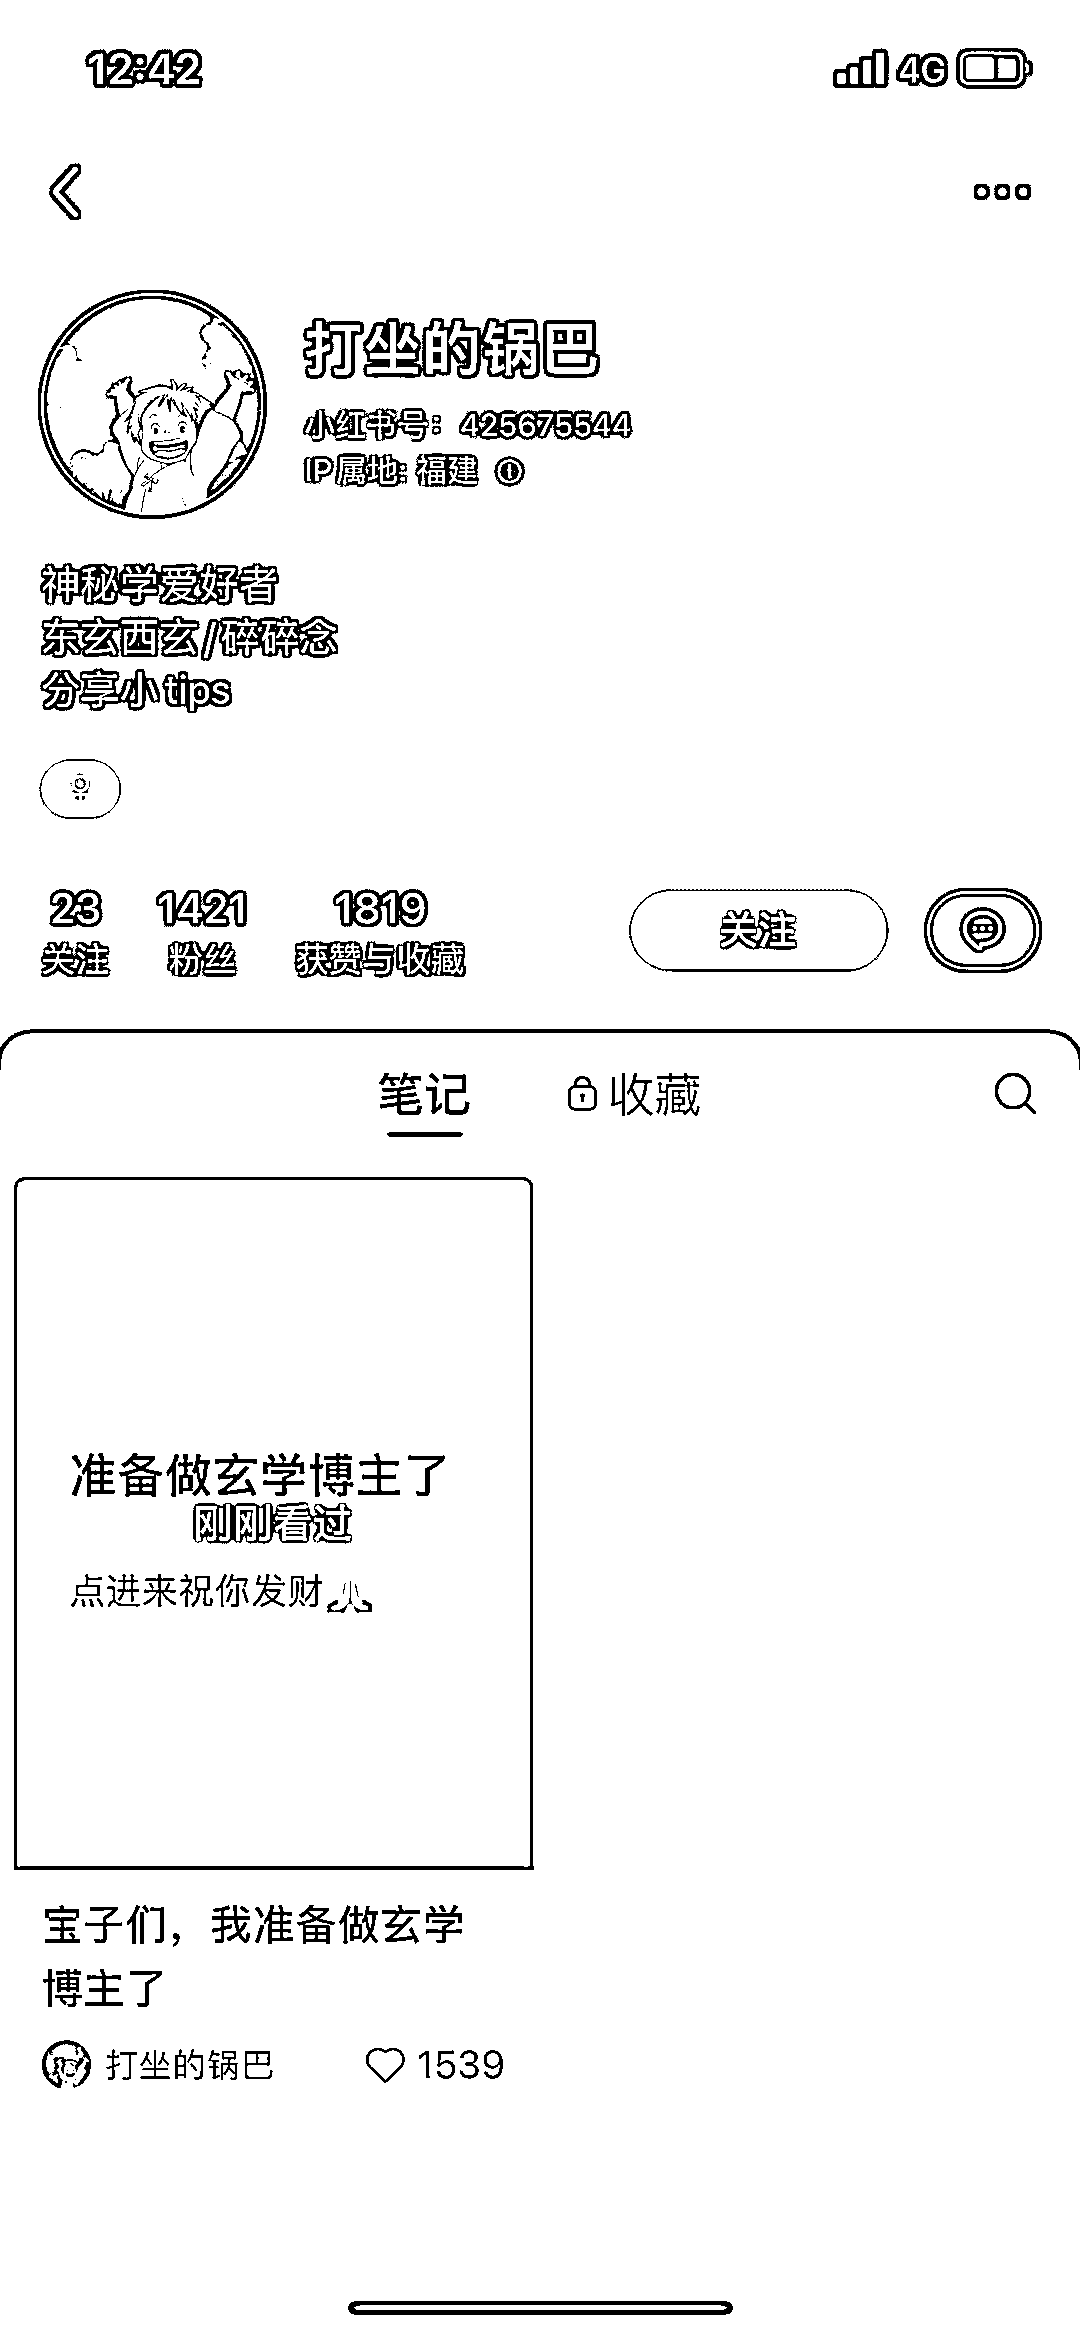 12:42
4G
打坐的锅巴
小红书号：425675544
IP属地：福建
神秘学爱好者
东玄西玄/碎碎念
分享小tips
23 1421 1819
关注 粉丝 获赞与收藏
关注
笔记 收藏
准备做玄学博主了
刚刚看过
点进来祝你发财🙏
宝子们，我准备做玄学
博主了
打坐的锅巴 1539